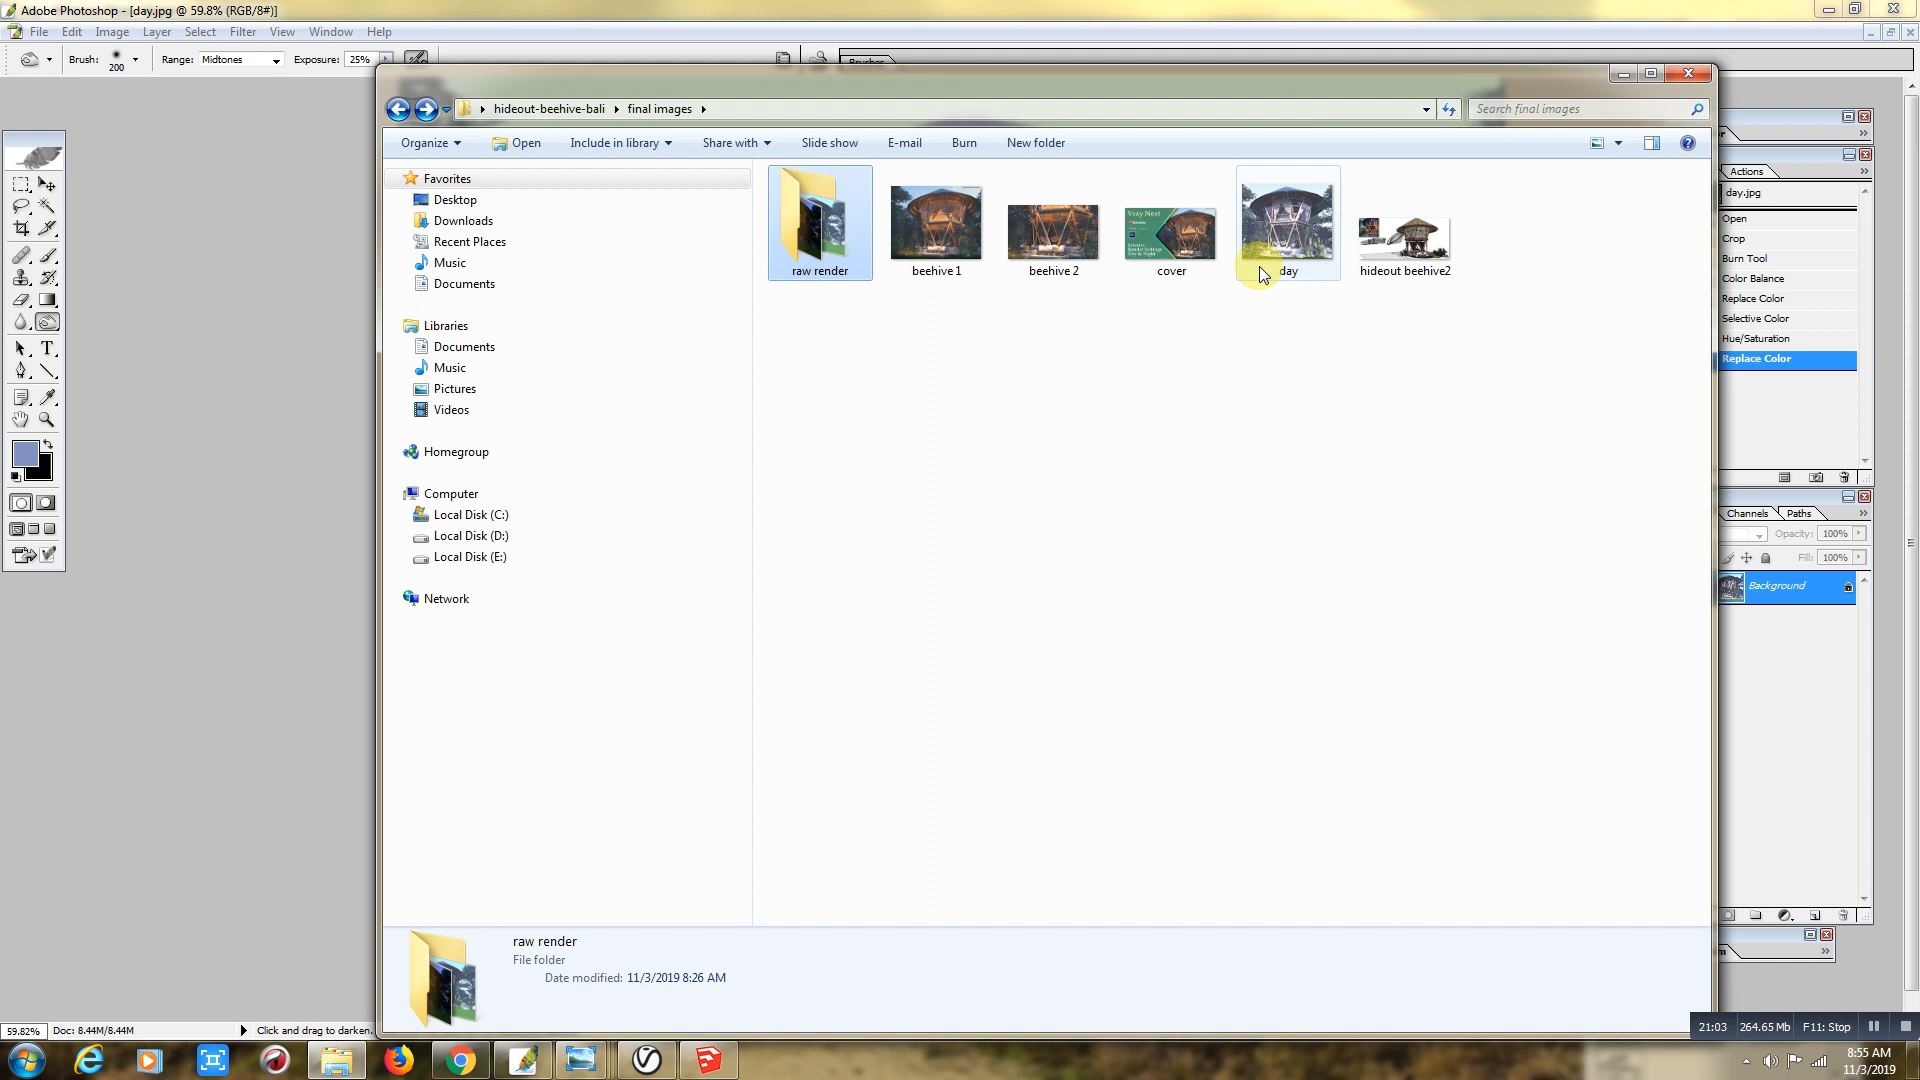 Adobe Photoshop - [day.jpg @ 59.8% (RGB/8#)]
File Edit Image Layer Select Filter View Window Help
Brush: 200 Range: Midtones Exposure: 25%
Brushes
hideout-beehive-bali final images
Search final images
Organize Open Include in library Share with Slide show E-mail Burn New folder
Favorites
Desktop
Downloads
Recent Places
Music
Documents
Libraries
Documents
Music
Pictures
Videos
Homegroup
Computer
Local Disk (C:)
Local Disk (D:)
Local Disk (E:)
Network
Vray Next
raw render
beehive 1
beehive 2
cover
day
hideout beehive2
Actions
day.jpg
Open
Crop
Burn Tool
Color Balance
Replace Color
Selective Color
Hue/Saturation
Replace Color
Channels Paths
Opacity: 100%
Fill: 100%
Background
raw render
File folder
Date modified: 11/3/2019 8:26 AM
59.82% Doc: 8.44M/8.44M Click and drag to darken.
21:03 264.65 Mb F11: Stop
8:55 AM
11/3/2019